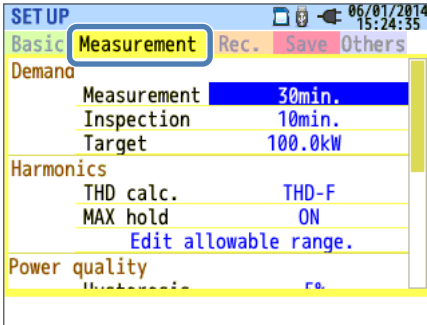 SET UP 06/01/2014
15:24:35
Basic Measurement Rec. Save Others
Demand
Measurement 30min.
Inspection 10min.
Target 100.0kW
Harmonics
THD calc. THD-F
MAX hold ON
Edit allowable range.
Power quality